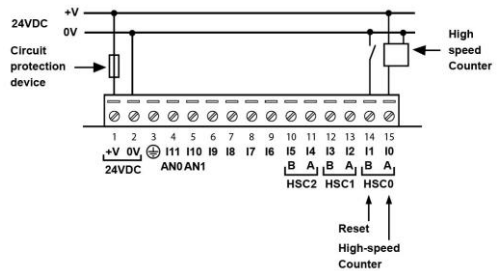 +V
24VDC
0V
Circuit
protection
device
High
speed
Counter
1 2 3 4 5 6 7 8 9 10 11 12 13 14 15
+V 0V I11 I10 I9 I8 I7 I6 I5 I4 I3 I2 I1 I0
AN0 AN1 B A B A B A
24VDC HSC2 HSC1 HSC0
Reset
High-speed
Counter